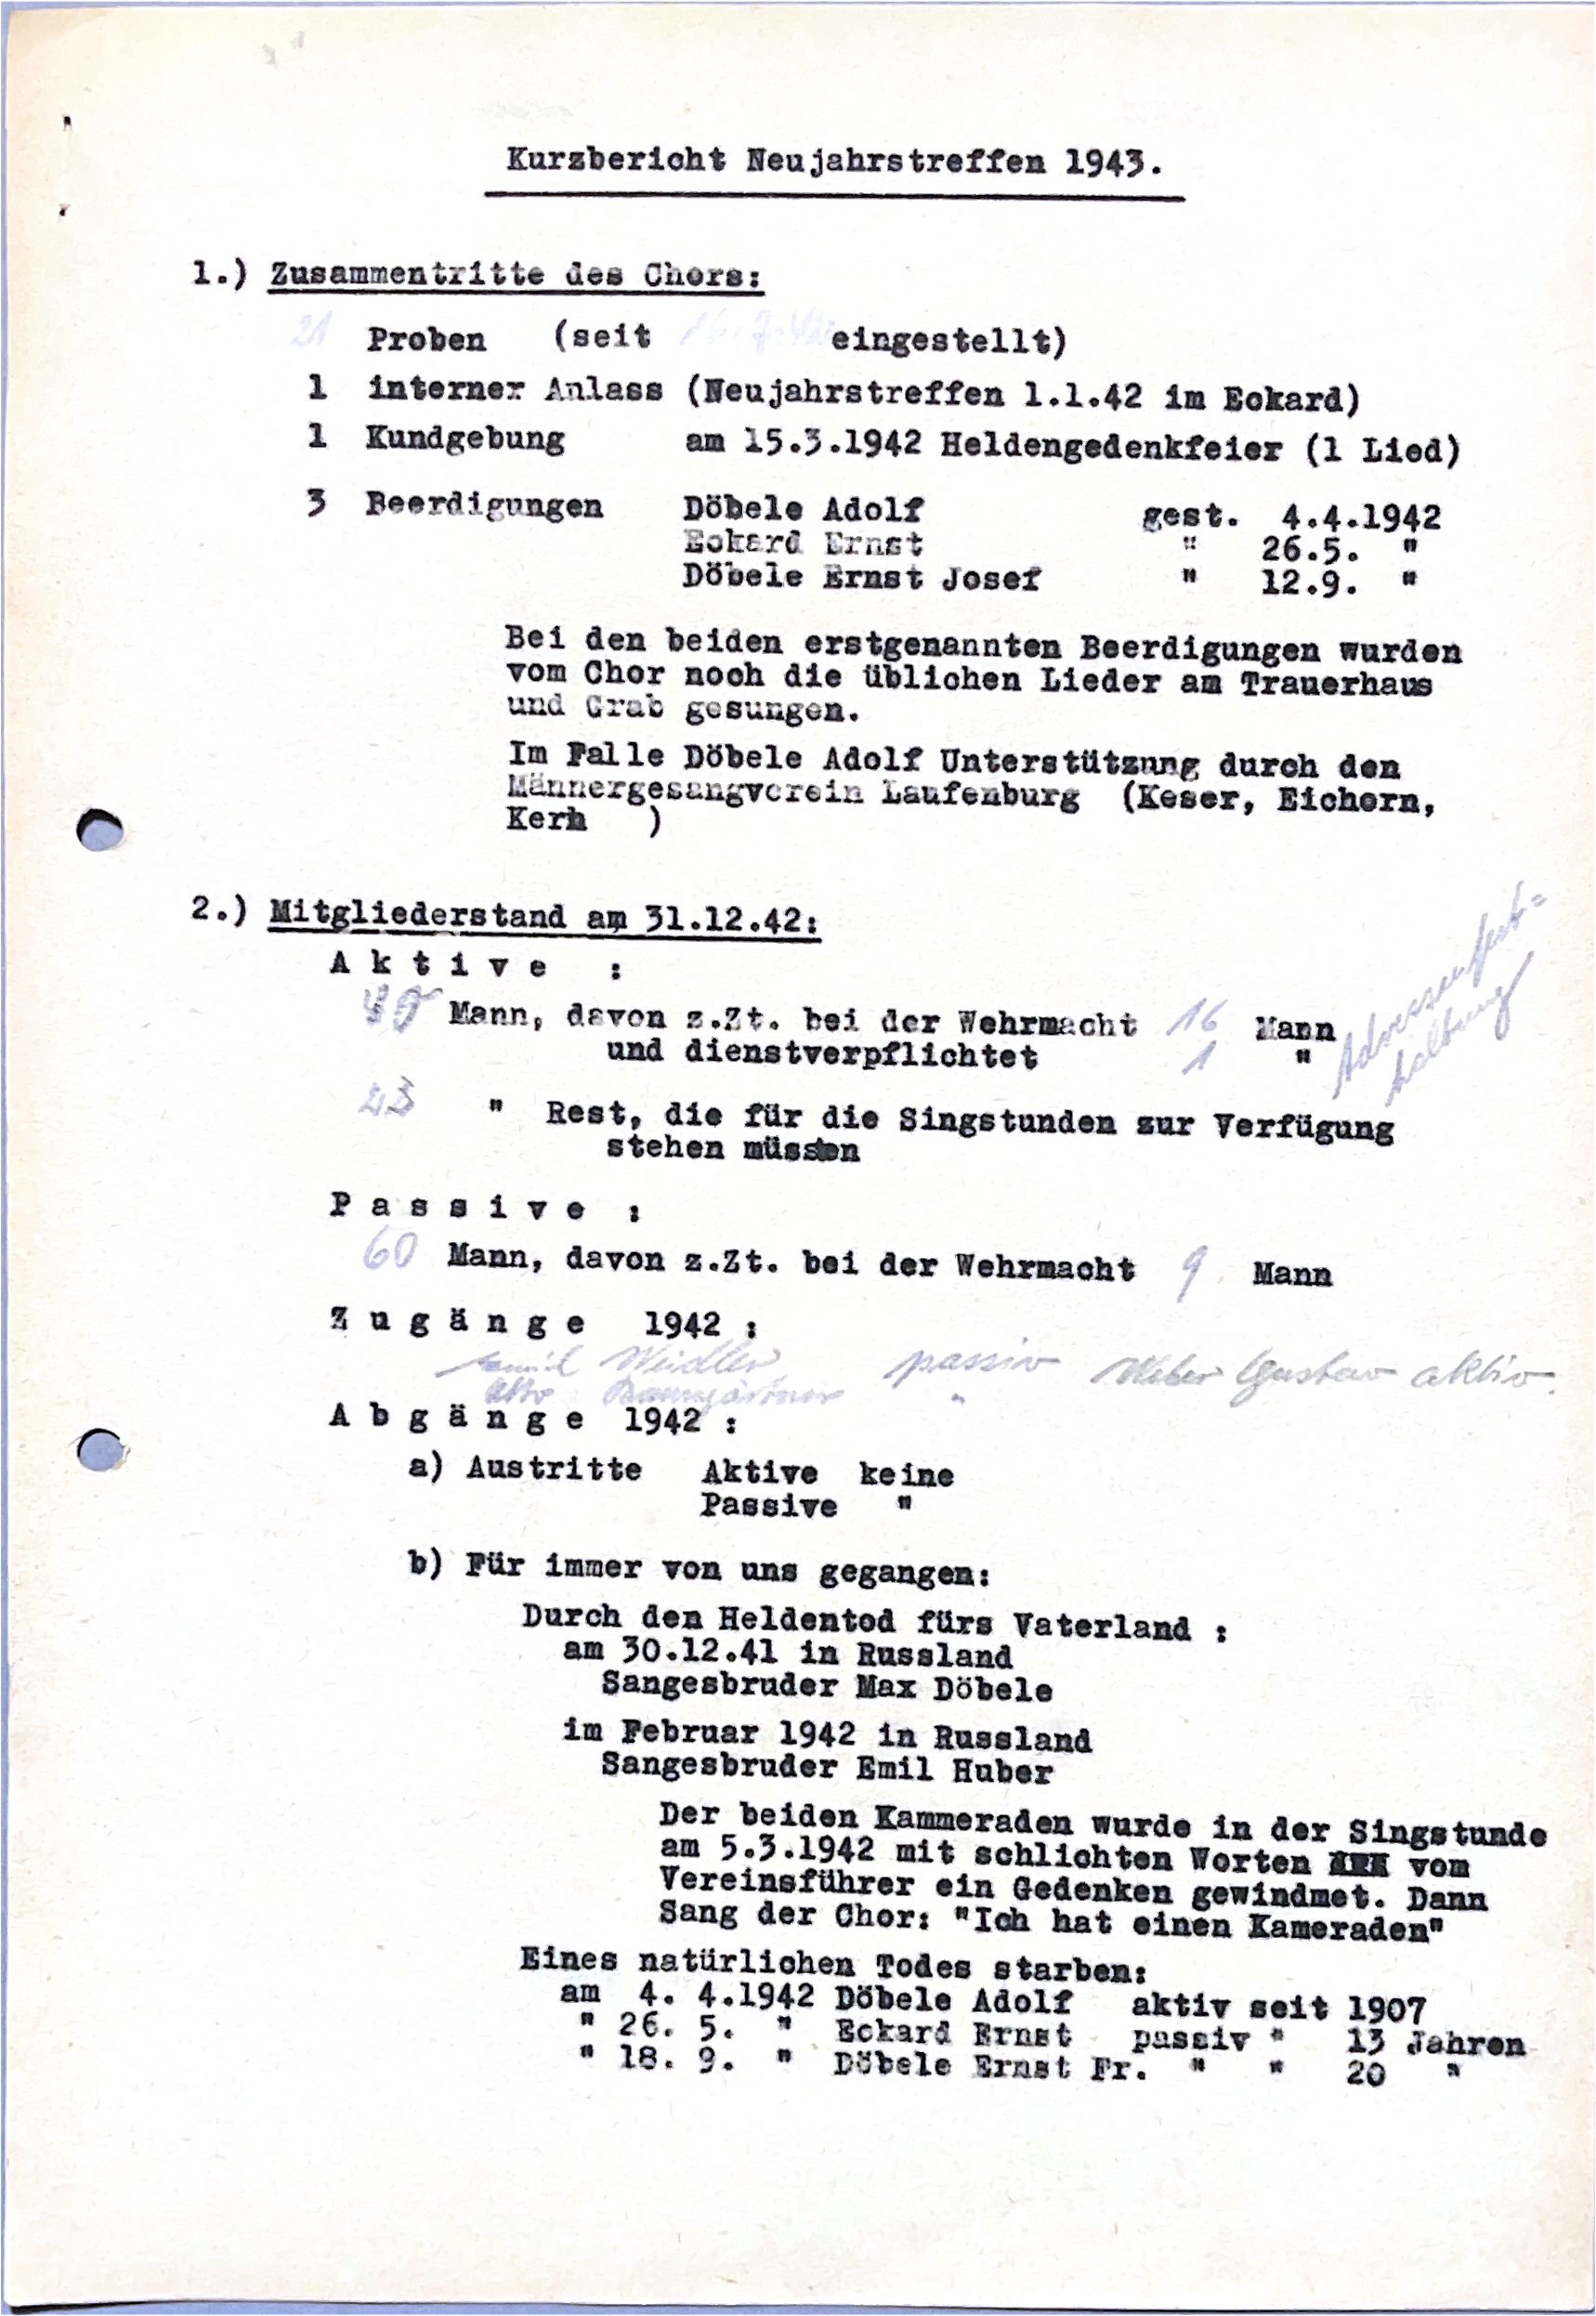 Kurzbericht Neujahrstreffen 1943.
1.) Zusammentritte des Chors:
21 Proben (seit 16.7.42 eingestellt)
1 interner Anlass (Neujahrstreffen 1.1.42 im Eckard)
1 Kundgebung am 15.3.1942 Heldengedenkfeier (1 Lied)
3 Beerdigungen Döbele Adolf gest. 4.4.1942
Eckard Ernst " 26.5. "
Döbele Ernst Josef " 12.9. "
Bei den beiden erstgenannten Beerdigungen wurden
vom Chor noch die üblichen Lieder am Trauerhaus
und Grab gesungen.
Im Falle Döbele Adolf Unterstützung durch den
Männergesangverein Laufenburg (Keser, Eichorn,
Kern )
2.) Mitgliederstand am 31.12.42:
A k t i v e :
40 Mann, davon z.Zt. bei der Wehrmacht 16 Mann
und dienstverpflichtet 1 "
23 " Rest, die für die Singstunden zur Verfügung
stehen müssen
P a s s i v e :
60 Mann, davon z.Zt. bei der Wehrmacht 9 Mann
Z u g ä n g e 1942 :
Weidler passiv Weber Gustav aktiv.
Otto Baumgärtner "
A b g ä n g e 1942 :
a) Austritte Aktive keine
Passive "
b) Für immer von uns gegangen:
Durch den Heldentod fürs Vaterland :
am 30.12.41 in Russland
Sangesbruder Max Döbele
im Februar 1942 in Russland
Sangesbruder Emil Huber
Der beiden Kammeraden wurde in der Singstunde
am 5.3.1942 mit schlichten Worten vom
Vereinsführer ein Gedenken gewindmet. Dann
Sang der Chor: "Ich hat einen Kameraden"
Eines natürlichen Todes starben:
am 4. 4.1942 Döbele Adolf aktiv seit 1907
" 26. 5. " Eckard Ernst passiv " 13 Jahren
" 18. 9. " Döbele Ernst Fr. " " 20 "